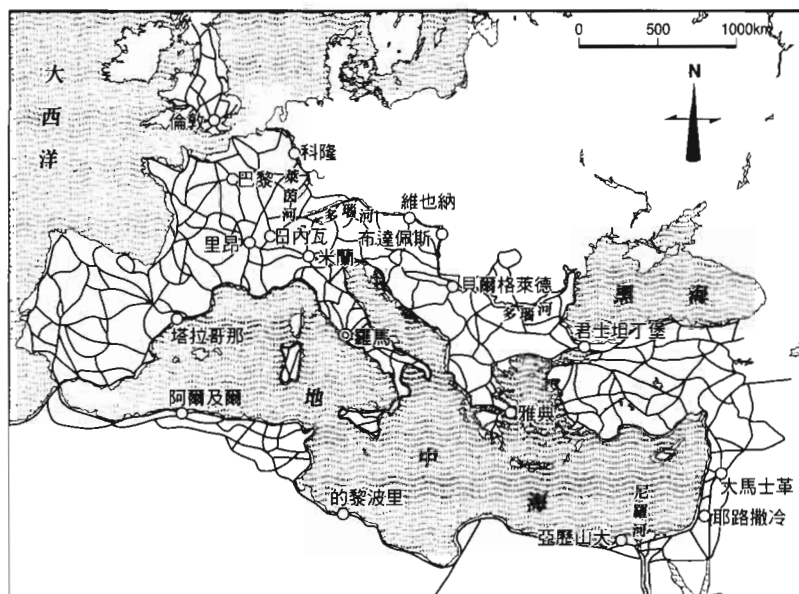 0 500 1000km
N
大西洋
倫敦
科隆
巴黎
萊茵河
多瑙河
維也納
里昂
日內瓦
米蘭
布達佩斯
貝爾格萊德
多瑙河
黑海
塔拉哥那
羅馬
君士坦丁堡
阿爾及爾
地中海
雅典
尼羅河
大馬士革
的黎波里
亞歷山大
耶路撒冷